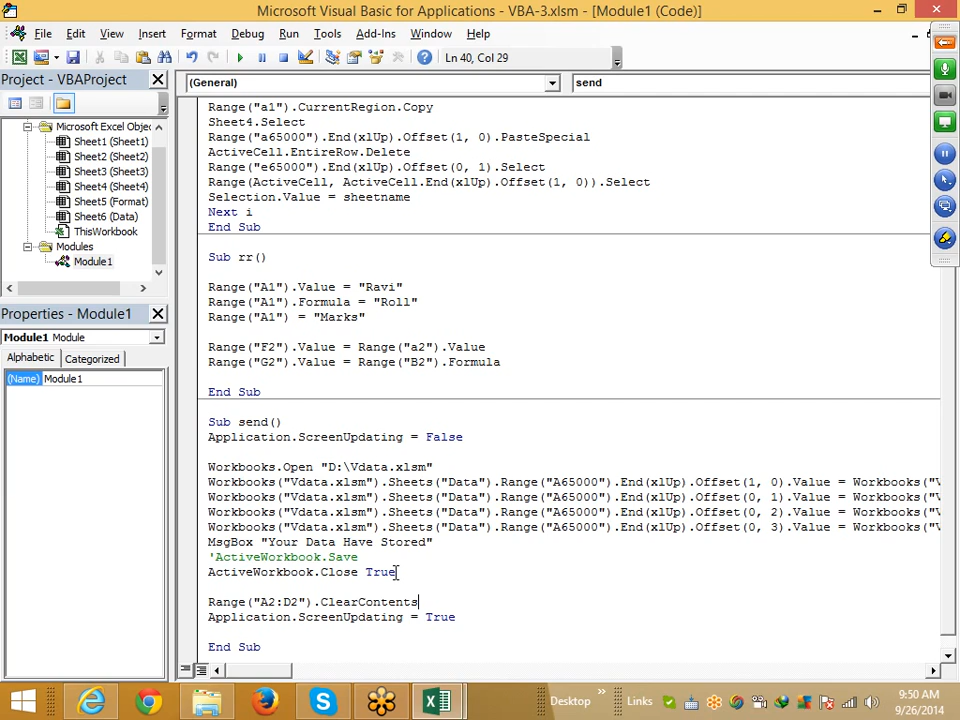 Microsoft Visual Basic for Applications - VBA-3.xlsm - [Module1 (Code)]
File Edit View Insert Format Debug Run Tools Add-Ins Window Help
Ln 40, Col 29
Project - VBAProject
(General)
send
Microsoft Excel Objec
Sheet1 (Sheet1)
Sheet2 (Sheet2)
Sheet3 (Sheet3)
Sheet4 (Sheet4)
Sheet5 (Format)
Sheet6 (Data)
ThisWorkbook
Modules
Module1
Properties - Module1
Module1 Module
Alphabetic Categorized
(Name) Module1
Range("a1").CurrentRegion.Copy
Sheet4.Select
Range("a65000").End(xlUp).Offset(1, 0).PasteSpecial
ActiveCell.EntireRow.Delete
Range("e65000").End(xlUp).Offset(0, 1).Select
Range(ActiveCell, ActiveCell.End(xlUp).Offset(1, 0)).Select
Selection.Value = sheetname
Next i
End Sub
Sub rr()
Range("A1").Value = "Ravi"
Range("A1").Formula = "Roll"
Range("A1") = "Marks"
Range("F2").Value = Range("a2").Value
Range("G2").Value = Range("B2").Formula
End Sub
Sub send()
Application.ScreenUpdating = False
Workbooks.Open "D:\Vdata.xlsm"
Workbooks("Vdata.xlsm").Sheets("Data").Range("A65000").End(xlUp).Offset(1, 0).Value = Workbooks("V
Workbooks("Vdata.xlsm").Sheets("Data").Range("A65000").End(xlUp).Offset(0, 1).Value = Workbooks("V
Workbooks("Vdata.xlsm").Sheets("Data").Range("A65000").End(xlUp).Offset(0, 2).Value = Workbooks("V
Workbooks("Vdata.xlsm").Sheets("Data").Range("A65000").End(xlUp).Offset(0, 3).Value = Workbooks("V
MsgBox "Your Data Have Stored"
'ActiveWorkbook.Save
ActiveWorkbook.Close True
Range("A2:D2").ClearContents
Application.ScreenUpdating = True
End Sub
Desktop
Links
9:50 AM
9/26/2014